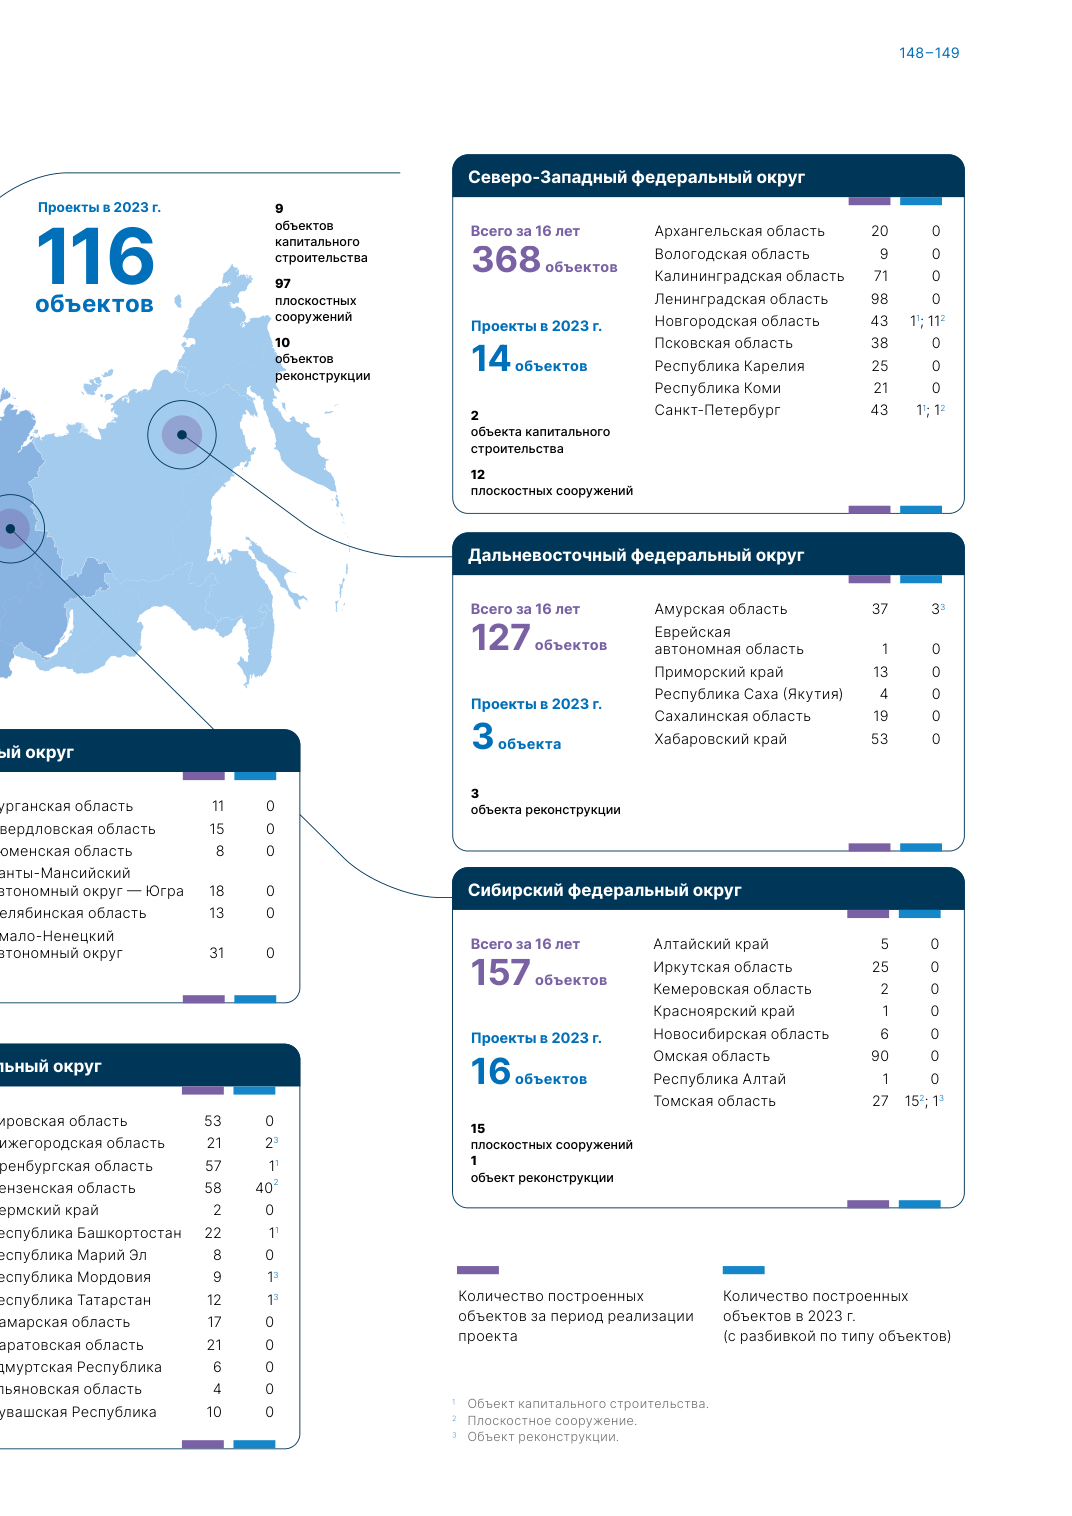 148–149
Проекты в 2023 г.
116
объектов
9
объектов
капитального
строительства
97
плоскостных
сооружений
10
объектов
реконструкции
Северо-Западный федеральный округ
Всего за 16 лет
368 объектов
Проекты в 2023 г.
14 объектов
2
объекта капитального
строительства
12
плоскостных сооружений
Архангельская область 20 0
Вологодская область 9 0
Калининградская область 71 0
Ленинградская область 98 0
Новгородская область 43 1¹; 11²
Псковская область 38 0
Республика Карелия 25 0
Республика Коми 21 0
Санкт-Петербург 43 1¹; 1²
Дальневосточный федеральный округ
Всего за 16 лет
127 объектов
Проекты в 2023 г.
3 объекта
3
объекта реконструкции
Амурская область 37 3³
Еврейская
автономная область 1 0
Приморский край 13 0
Республика Саха (Якутия) 4 0
Сахалинская область 19 0
Хабаровский край 53 0
ый округ
урганская область 11 0
вердловская область 15 0
юменская область 8 0
анты-Мансийский
втономный округ — Югра 18 0
елябинская область 13 0
мало-Ненецкий
втономный округ 31 0
Сибирский федеральный округ
Всего за 16 лет
157 объектов
Проекты в 2023 г.
16 объектов
15
плоскостных сооружений
1
объект реконструкции
Алтайский край 5 0
Иркутская область 25 0
Кемеровская область 2 0
Красноярский край 1 0
Новосибирская область 6 0
Омская область 90 0
Республика Алтай 1 0
Томская область 27 15²; 1³
льный округ
ировская область 53 0
ижегородская область 21 2³
ренбургская область 57 1¹
ензенская область 58 40²
ермский край 2 0
еспублика Башкортостан 22 1¹
еспублика Марий Эл 8 0
еспублика Мордовия 9 1³
еспублика Татарстан 12 1³
амарская область 17 0
аратовская область 21 0
дмуртская Республика 6 0
льяновская область 4 0
увашская Республика 10 0
Количество построенных
объектов за период реализации
проекта
Количество построенных
объектов в 2023 г.
(с разбивкой по типу объектов)
¹ Объект капитального строительства.
² Плоскостное сооружение.
³ Объект реконструкции.